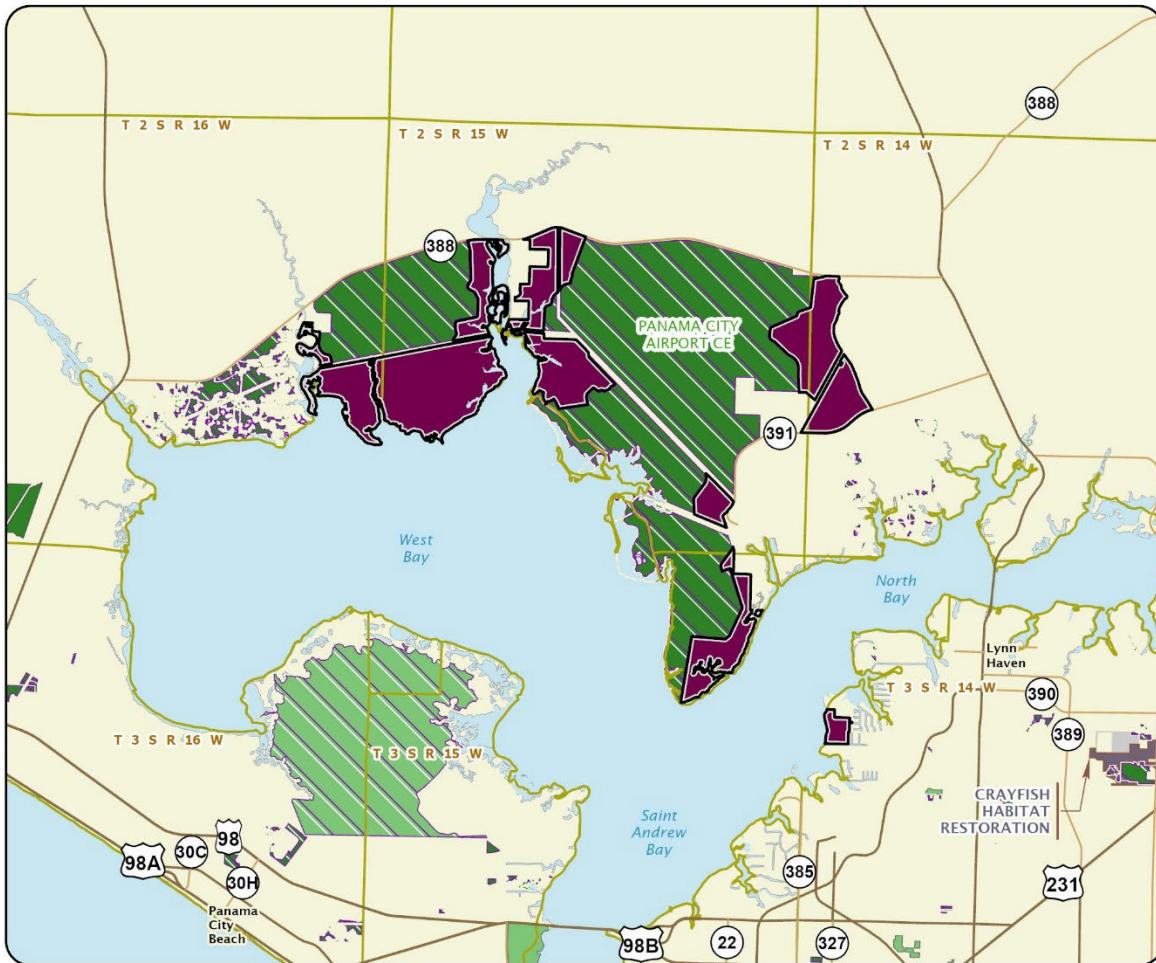 388
T 2 S R 16 W
T 2 S R 15 W
T 2 S R 14 W
388
PANAMA CITY
AIRPORT CE
391
West
Bay
North
Bay
Lynn
Haven
T 3 S R 14 W
390
389
T 3 S R 16 W
T 3 S R 15 W
CRAYFISH
HABITAT
RESTORATION
Saint
Andrew
Bay
98
30C
98A
30H
385
231
Panama
City
Beach
98B
22
327